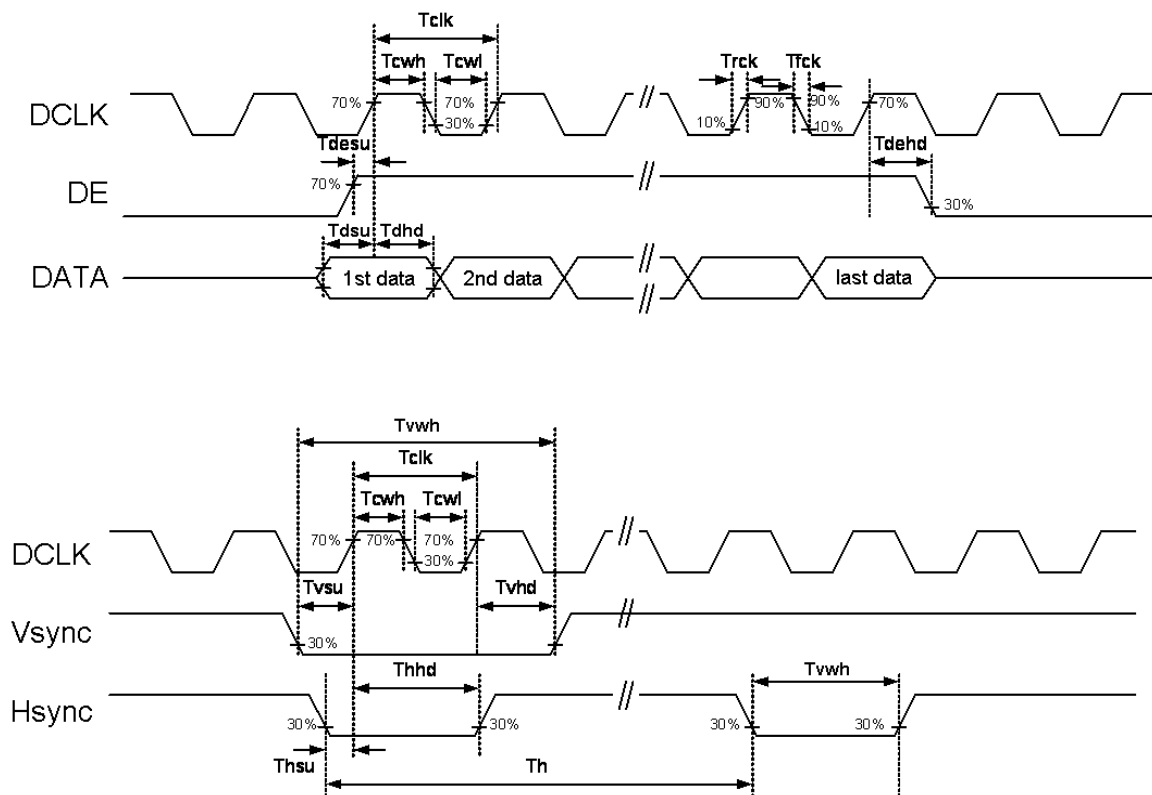 Tclk
Tcwh Tcwl Trck Tfck
DCLK 70% 70% 30% 10% 90% 90% 10% 70%
Tdesu Tdehd
DE 70% 30%
Tdsu Tdhd
DATA 1st data 2nd data last data
Tvwh
Tclk
Tcwh Tcwl
DCLK 70% 70% 70% 30%
Tvsu Tvhd
Vsync 30%
Thhd Tvwh
Hsync 30% 30% 30% 30%
Thsu Th